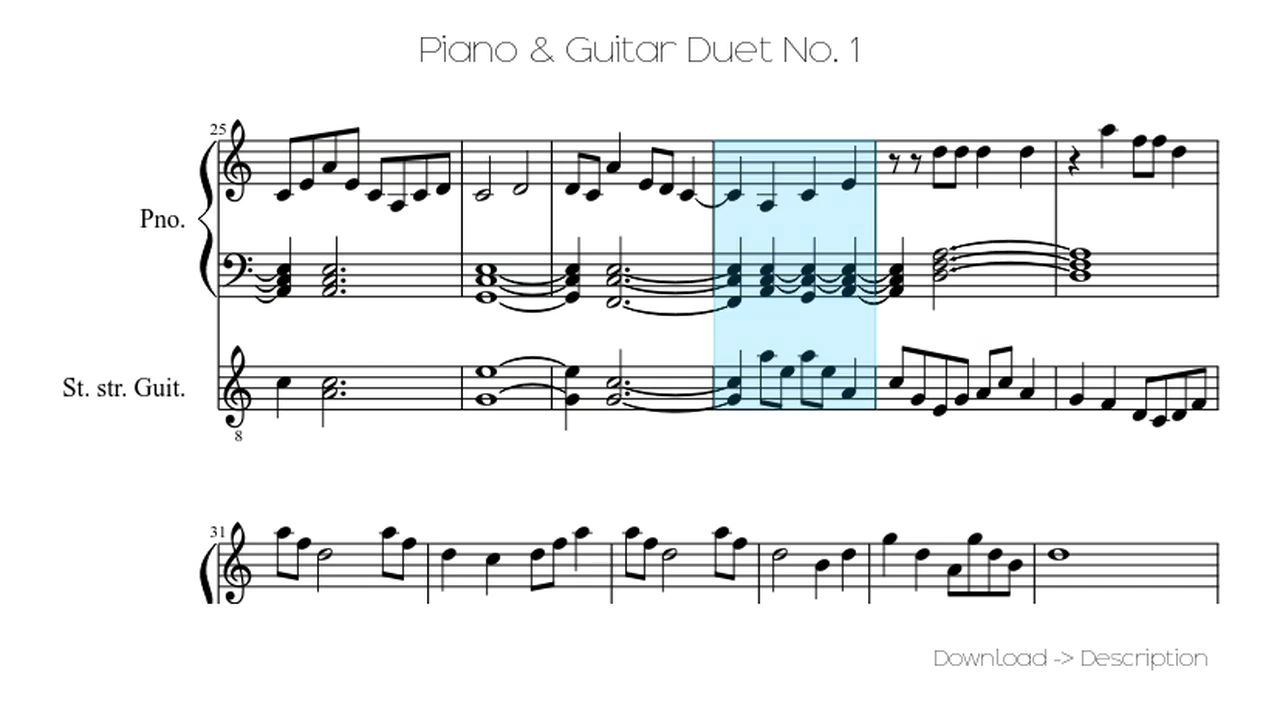 Piano & Guitar Duet No. 1
25
Pno.
St. str. Guit.
8
31
Download -> Description